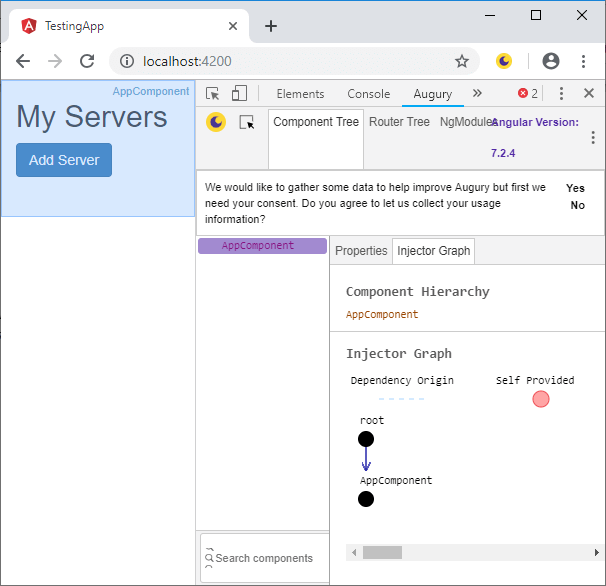 TestingApp
localhost:4200
AppComponent
My Servers
Add Server
Elements
Console
Augury
2
Component Tree
Router Tree
NgModules
Angular Version:
7.2.4
We would like to gather some data to help improve Augury but first we
need your consent. Do you agree to let us collect your usage
information?
Yes
No
AppComponent
Properties
Injector Graph
Component Hierarchy
AppComponent
Injector Graph
Dependency Origin
Self Provided
root
AppComponent
Search components